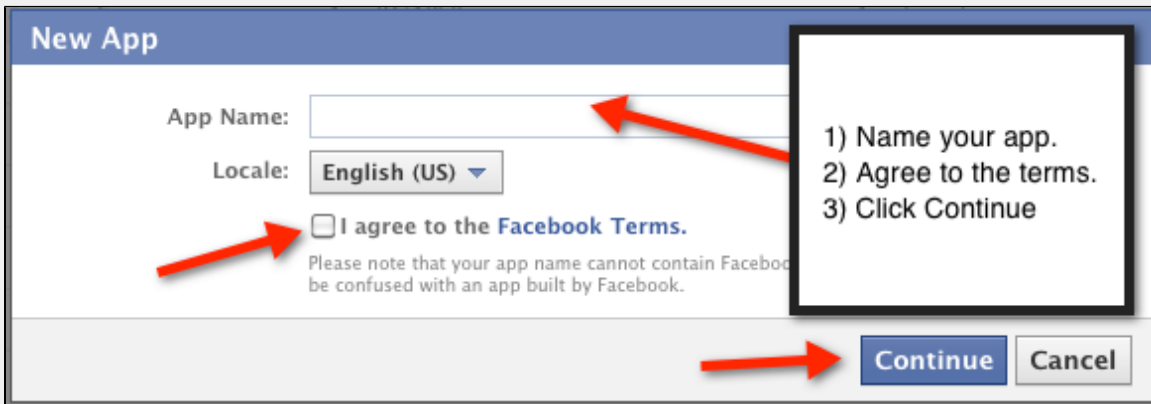 New App
App Name:
Locale: English (US)
I agree to the Facebook Terms.
Please note that your app name cannot contain
be confused with an app built by Facebook.
1) Name your app.
2) Agree to the terms.
3) Click Continue
Continue Cancel